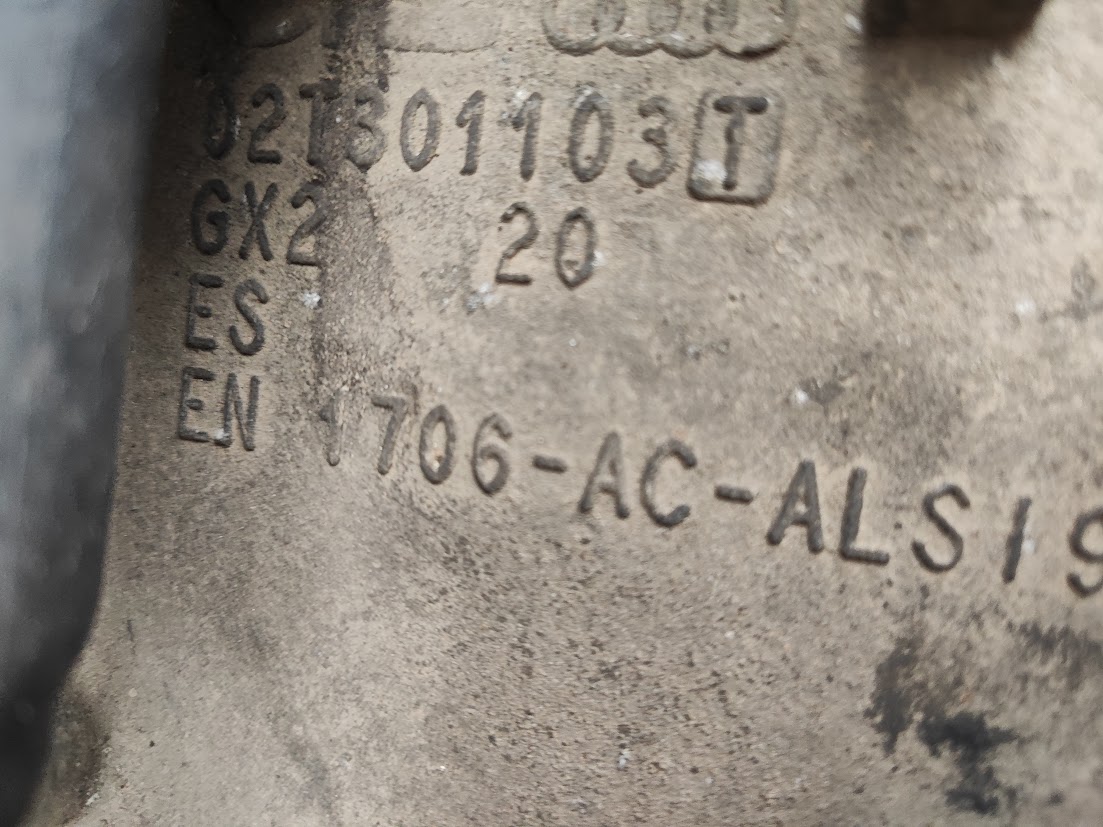 02T301103T
GX2 20
ES
EN 1706-AC-ALSI9